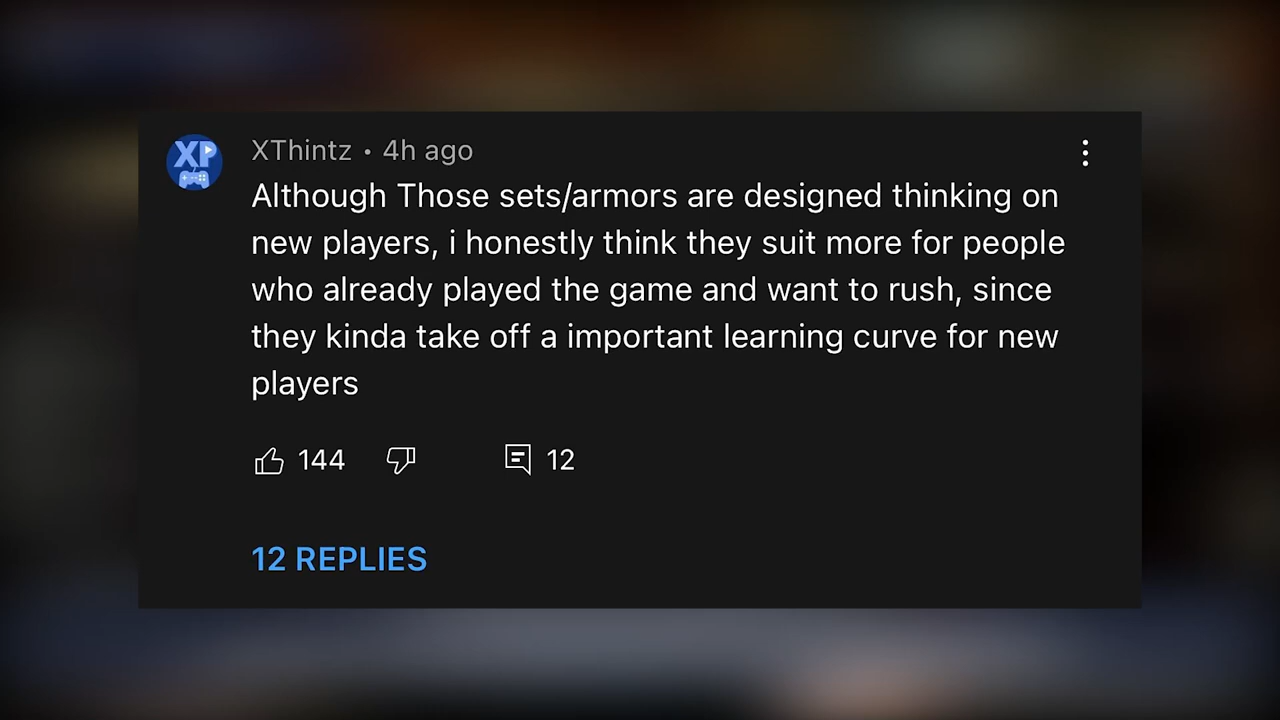 XP
XThintz • 4h ago
Although Those sets/armors are designed thinking on
new players, i honestly think they suit more for people
who already played the game and want to rush, since
they kinda take off a important learning curve for new
players
144 12
12 REPLIES